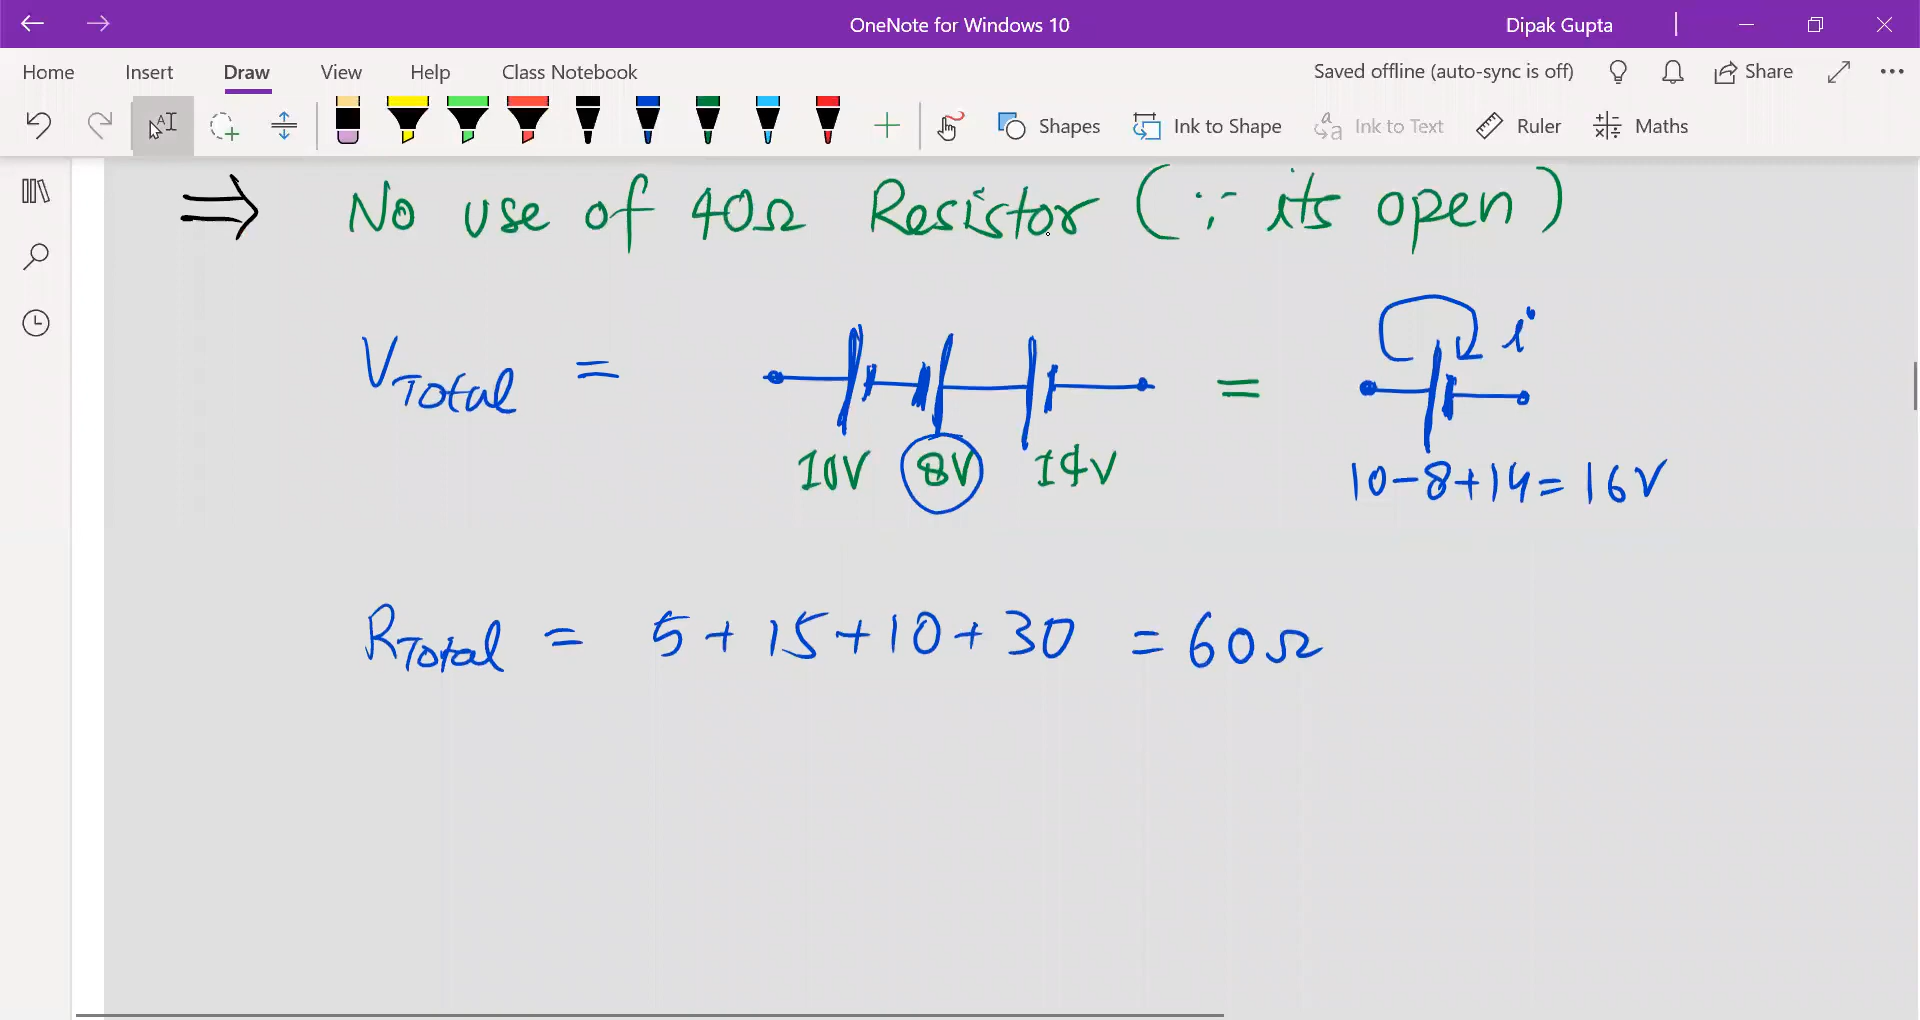 OneNote for Windows 10
Dipak Gupta
Home Insert Draw View Help Class Notebook
Saved offline (auto-sync is off) Share
Shapes Ink to Shape Ink to Text Ruler Maths
⇒ No use of 40Ω Resistor (∵ its open)
i
V_Total = =
10V 8V 14V 10-8+14=16V
R_Total = 5+15+10+30 = 60Ω